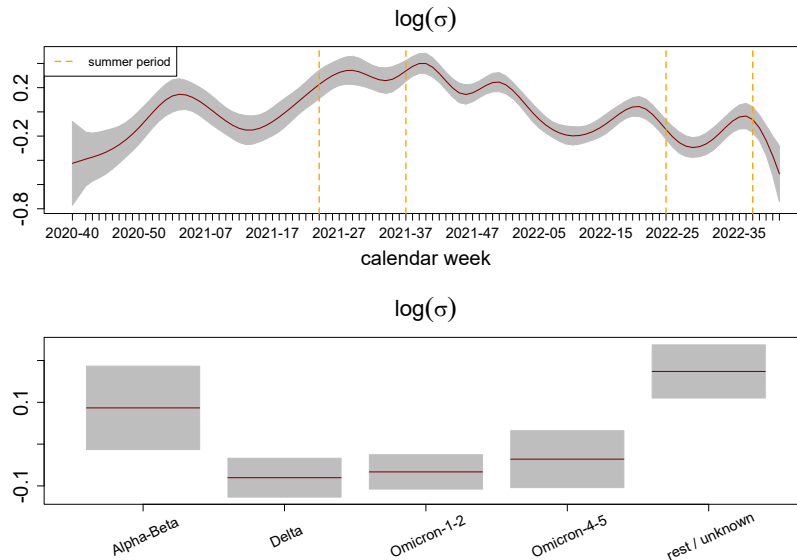 log(σ)
summer period
0.2
-0.2
-0.8
2020-40 2020-50 2021-07 2021-17 2021-27 2021-37 2021-47 2022-05 2022-15 2022-25 2022-35
calendar week
log(σ)
0.1
-0.1
Alpha-Beta Delta Omicron-1-2 Omicron-4-5 rest / unknown